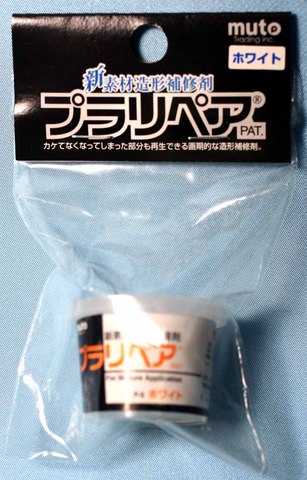 muto
Trading inc.
ホワイト
新素材造形補修剤
プラリペア®
PAT.
カケてなくなってしまった部分も再生できる画期的な造形補修剤。
muto
プラリペア
Application
ホワイト